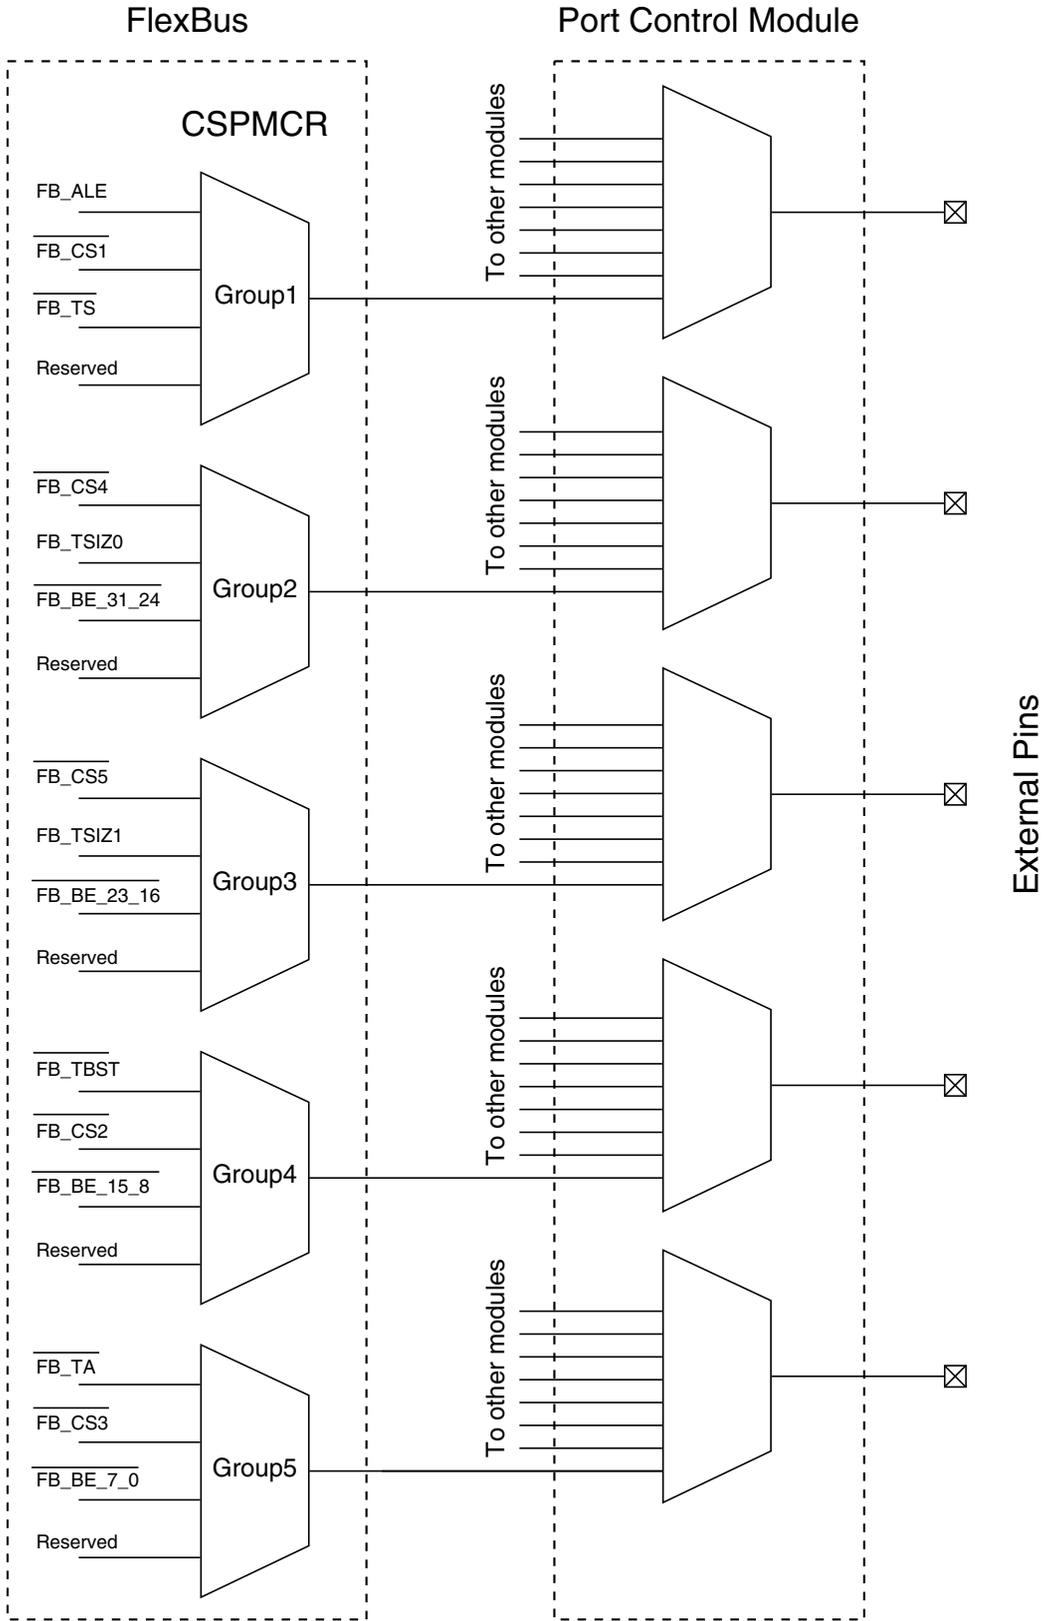 FlexBus
Port Control Module
CSPMCR
FB_ALE
FB_CS1
FB_TS
Reserved
Group1
To other modules
FB_CS4
FB_TSIZ0
FB_BE_31_24
Reserved
Group2
To other modules
FB_CS5
FB_TSIZ1
FB_BE_23_16
Reserved
Group3
To other modules
FB_TBST
FB_CS2
FB_BE_15_8
Reserved
Group4
To other modules
FB_TA
FB_CS3
FB_BE_7_0
Reserved
Group5
To other modules
External Pins